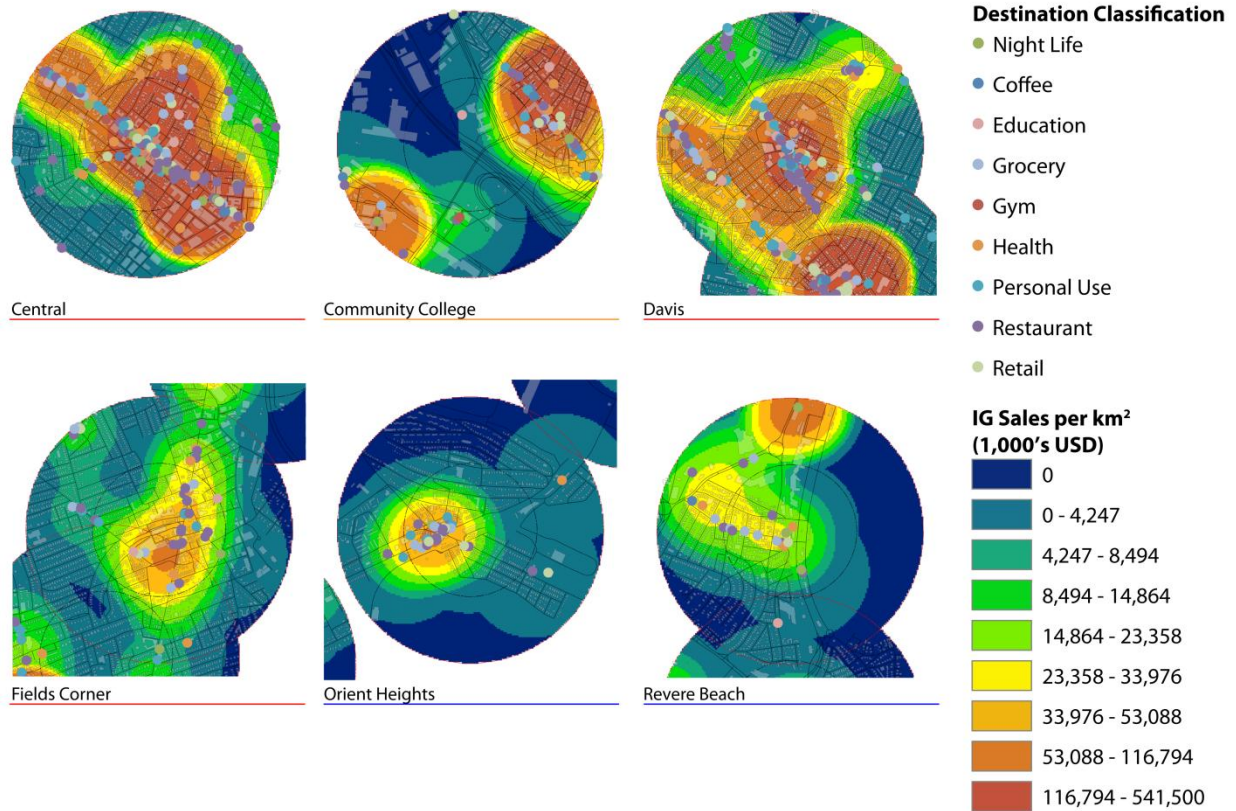 Central
Community College
Davis
Fields Corner
Orient Heights
Revere Beach
Destination Classification
Night Life
Coffee
Education
Grocery
Gym
Health
Personal Use
Restaurant
Retail
IG Sales per km²
(1,000's USD)
0
0 - 4,247
4,247 - 8,494
8,494 - 14,864
14,864 - 23,358
23,358 - 33,976
33,976 - 53,088
53,088 - 116,794
116,794 - 541,500